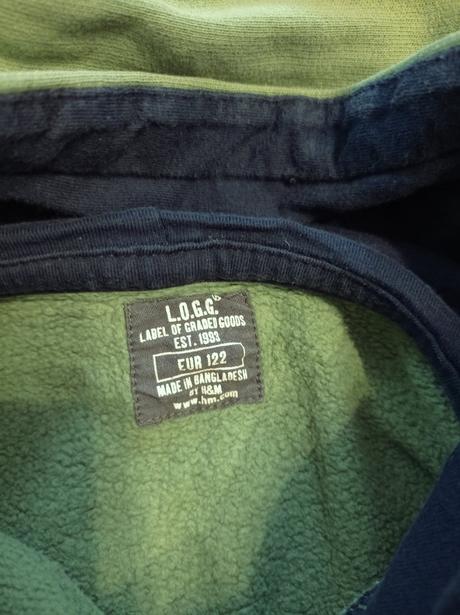 L.O.G.G.®
LABEL OF GRADED GOODS
EST. 1993
EUR 122
MADE IN BANGLADESH
BY H&M
www.hm.com